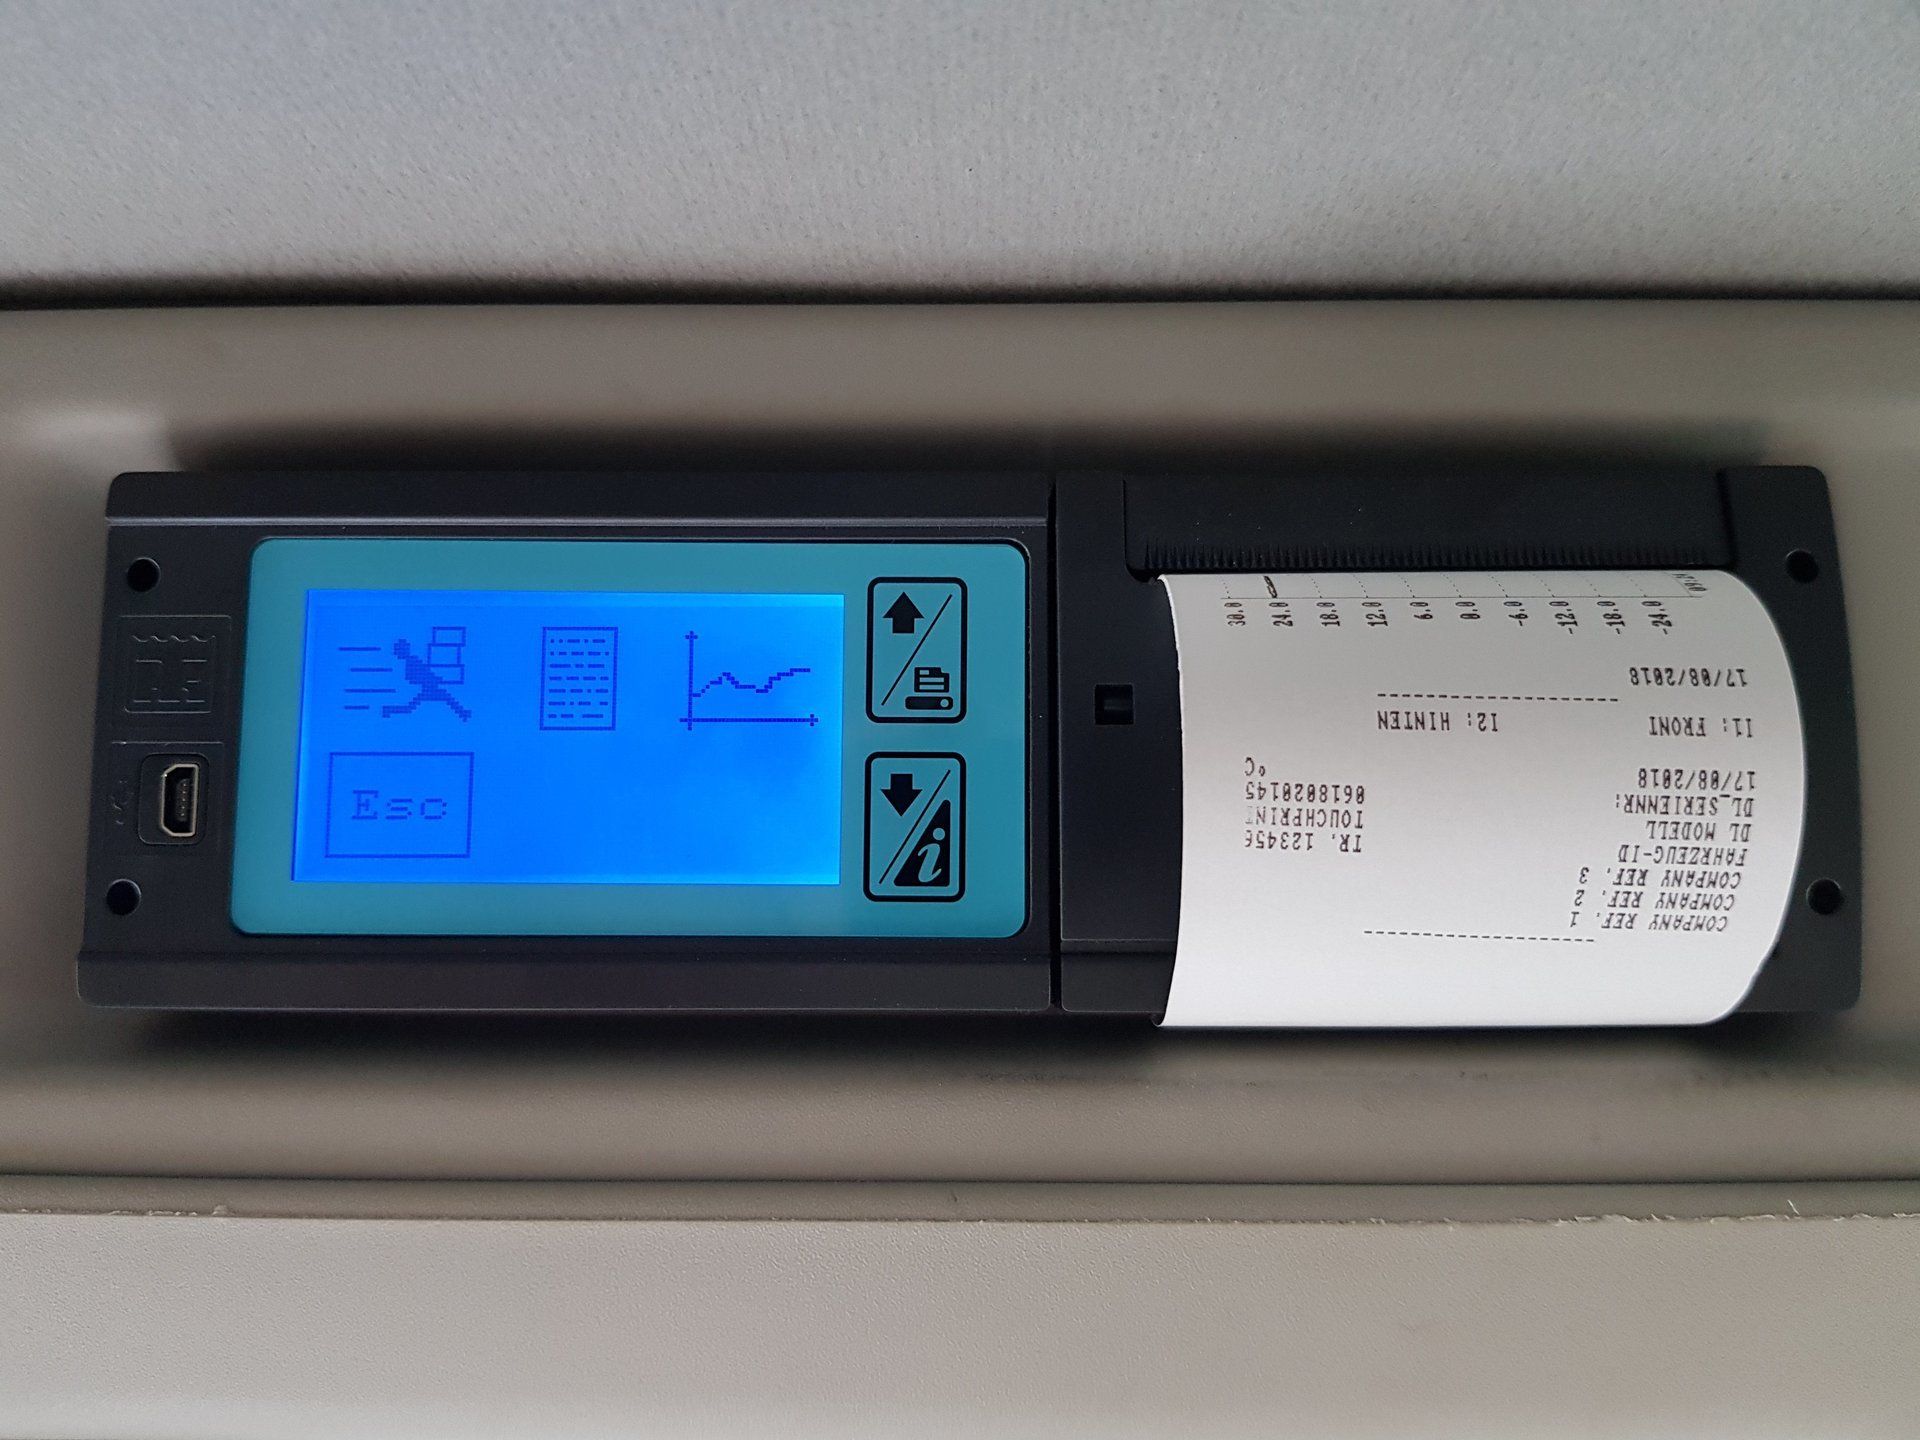 Esc
i
--------------------
COMPANY REF. 1
COMPANY REF. 2
COMPANY REF. 3
FAHRZEUG-ID TR. 123456
DL MODELL TOUCHPRINT
DL_SERIENNR: 0618020145
17/08/2018 °C
I1: FRONT I2: HINTEN
--------------------
17/08/2018
-24.0 -18.0 -12.0 -6.0 0.0 6.0 12.0 18.0 24.0 30.0